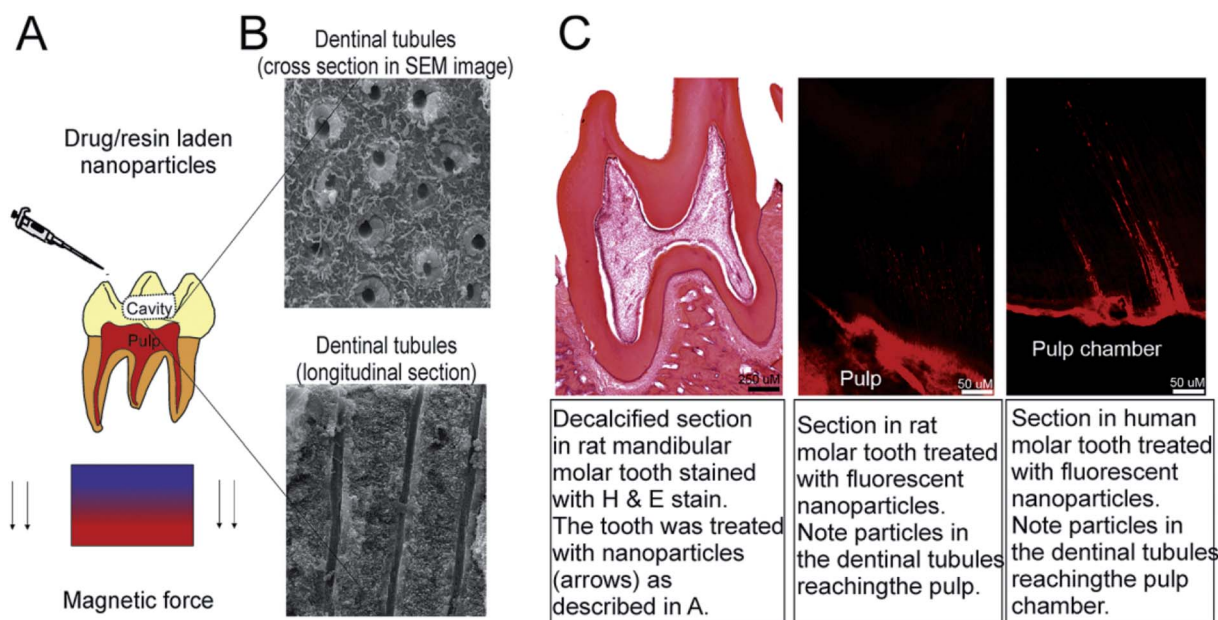 A
B
C
Drug/resin laden
nanoparticles
Cavity
Pulp
Magnetic force
Dentinal tubules
(cross section in SEM image)
Dentinal tubules
(longitudinal section)
250 uM
Decalcified section
in rat mandibular
molar tooth stained
with H & E stain.
The tooth was treated
with nanoparticles
(arrows) as
described in A.
Pulp
50 uM
Section in rat
molar tooth treated
with fluorescent
nanoparticles.
Note particles in
the dentinal tubules
reachingthe pulp.
Pulp chamber
50 uM
Section in human
molar tooth treated
with fluorescent
nanoparticles.
Note particles in
the dentinal tubules
reachingthe pulp
chamber.